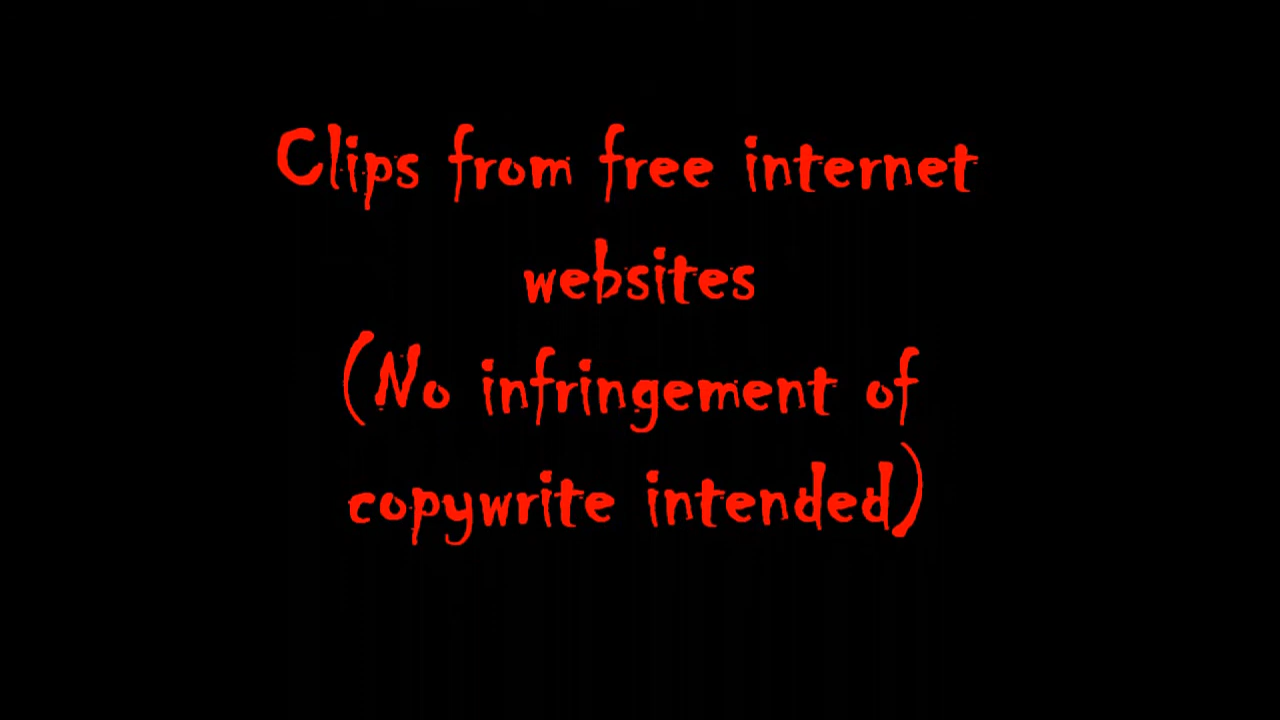 Clips from free internet
websites
(No infringement of
copywrite intended)